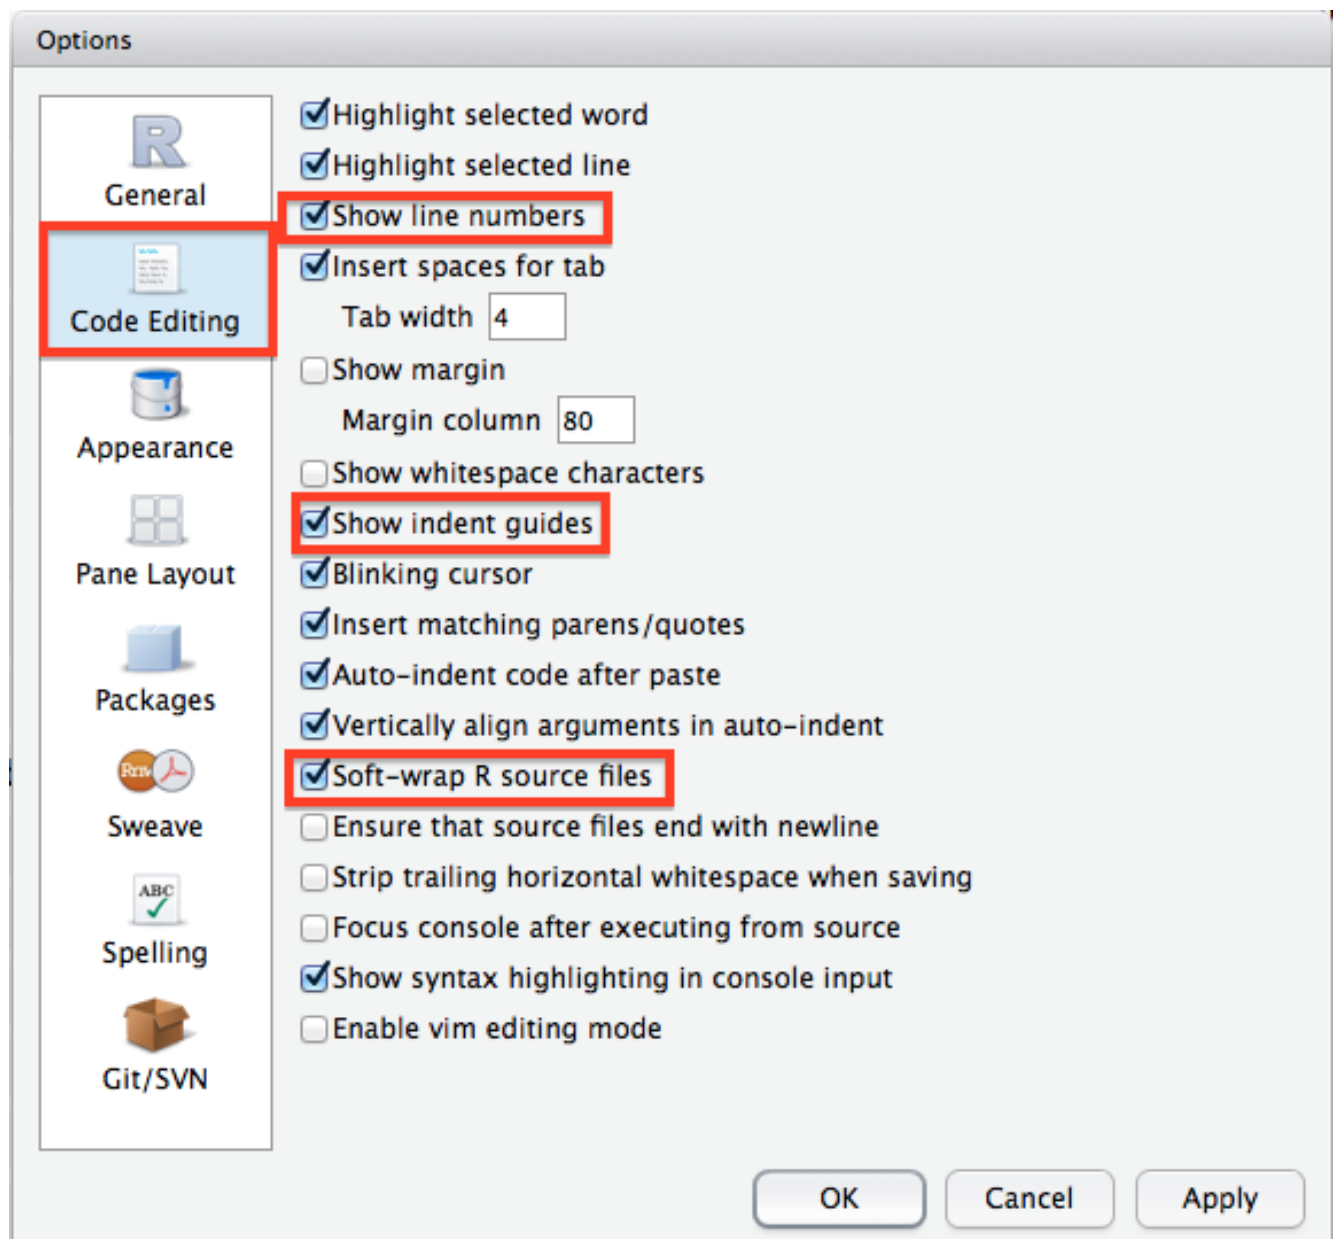 Options
R
General
Code Editing
Appearance
Pane Layout
Packages
Rnw
Sweave
ABC
Spelling
Git/SVN
Highlight selected word
Highlight selected line
Show line numbers
Insert spaces for tab
Tab width 4
Show margin
Margin column 80
Show whitespace characters
Show indent guides
Blinking cursor
Insert matching parens/quotes
Auto-indent code after paste
Vertically align arguments in auto-indent
Soft-wrap R source files
Ensure that source files end with newline
Strip trailing horizontal whitespace when saving
Focus console after executing from source
Show syntax highlighting in console input
Enable vim editing mode
OK Cancel Apply